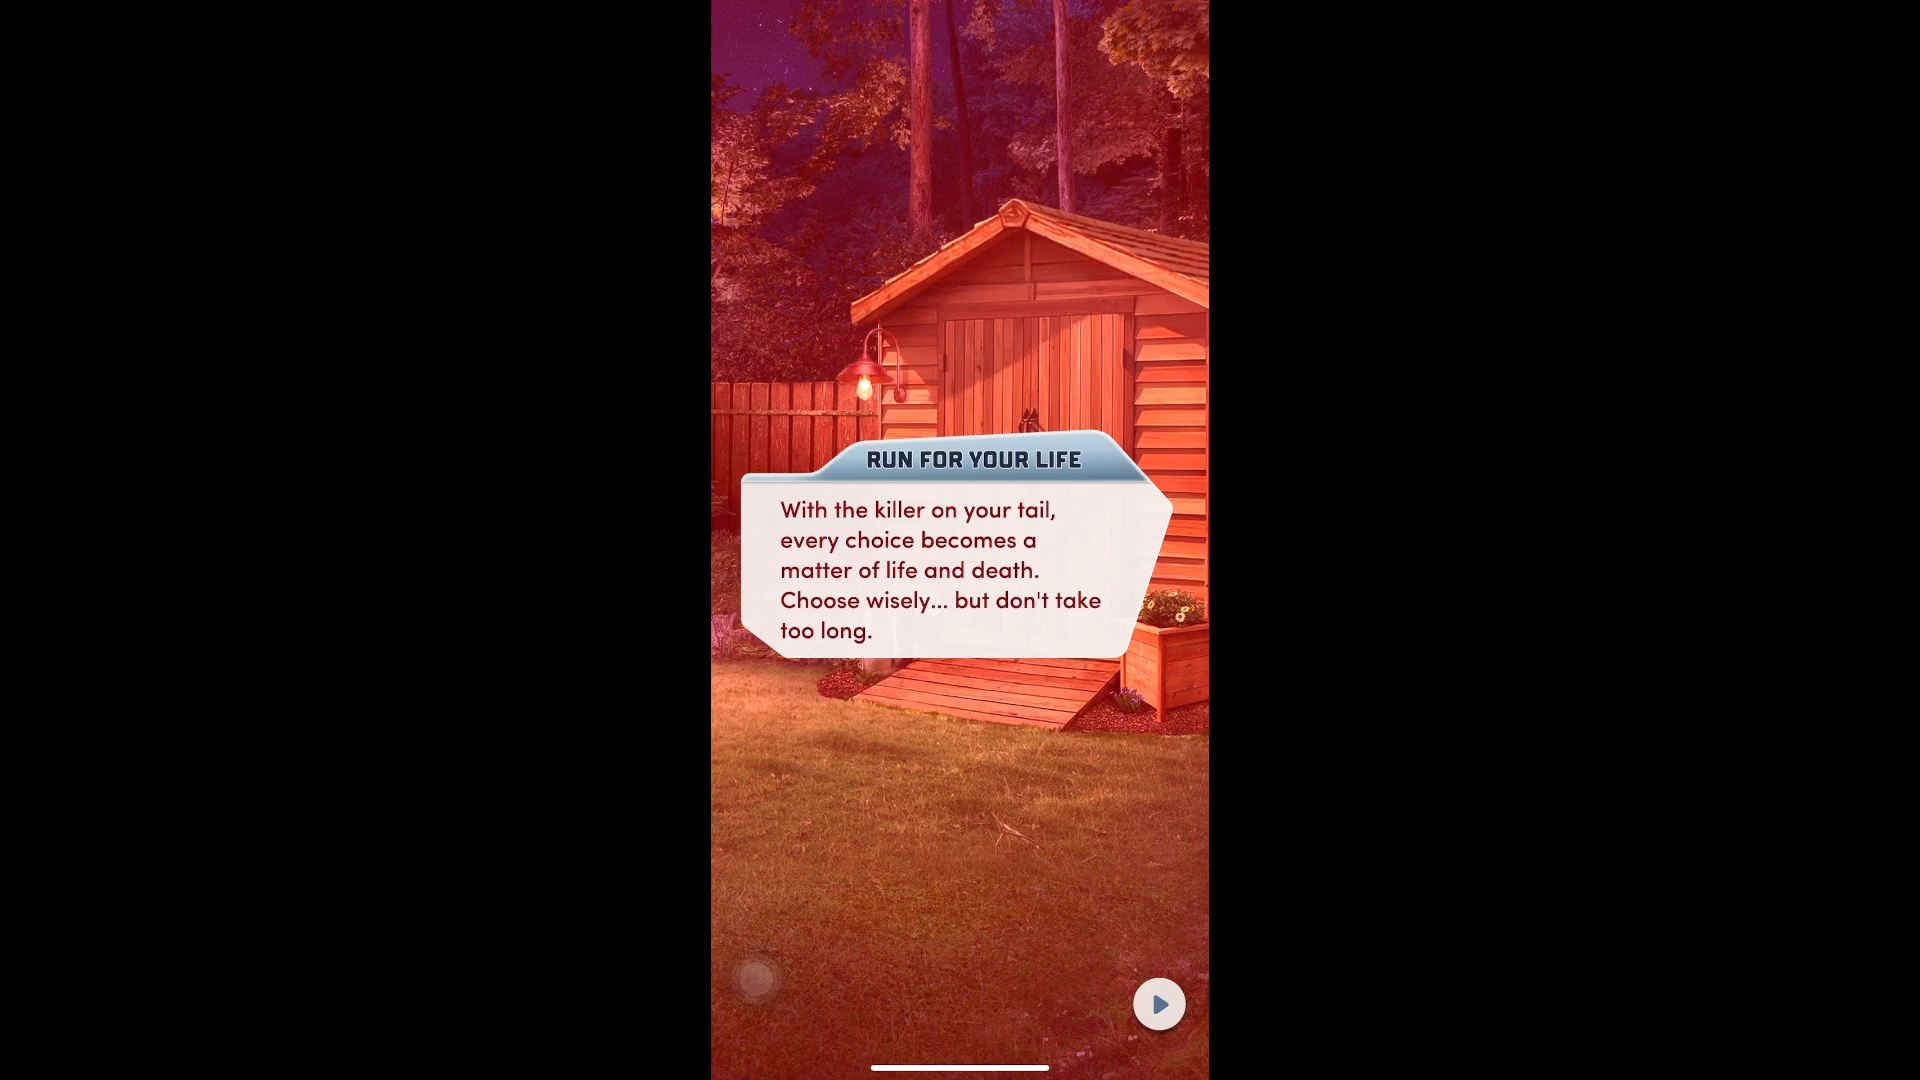 RUN FOR YOUR LIFE
With the killer on your tail,
every choice becomes a
matter of life and death.
Choose wisely... but don't take
too long.